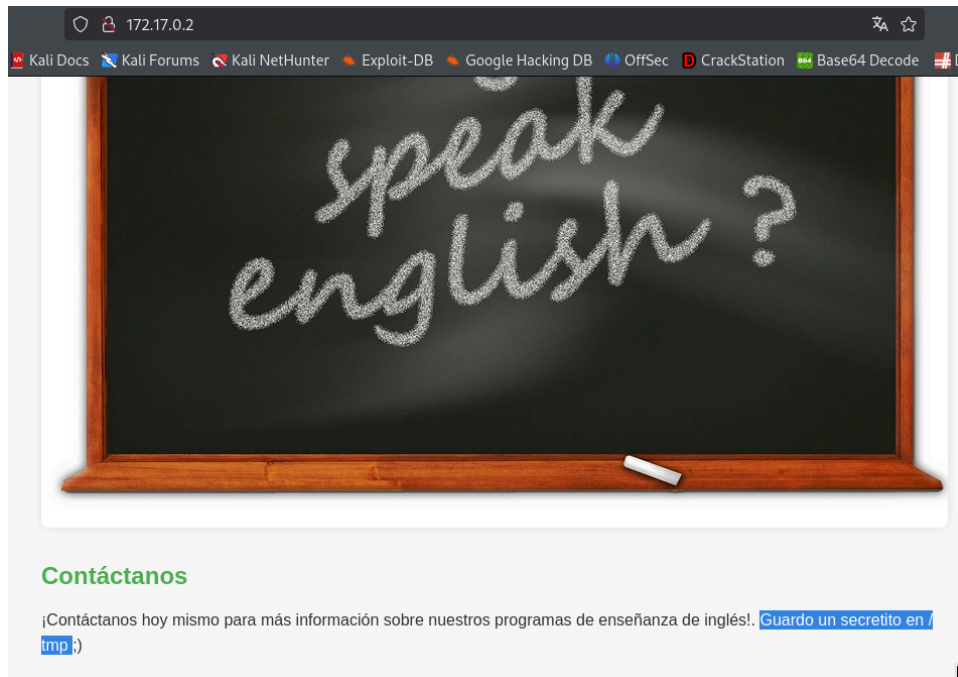 172.17.0.2
Kali Docs Kali Forums Kali NetHunter Exploit-DB Google Hacking DB OffSec CrackStation Base64 Decode
speak
english ?
Contáctanos
¡Contáctanos hoy mismo para más información sobre nuestros programas de enseñanza de inglés!. Guardo un secretito en /
tmp ;)